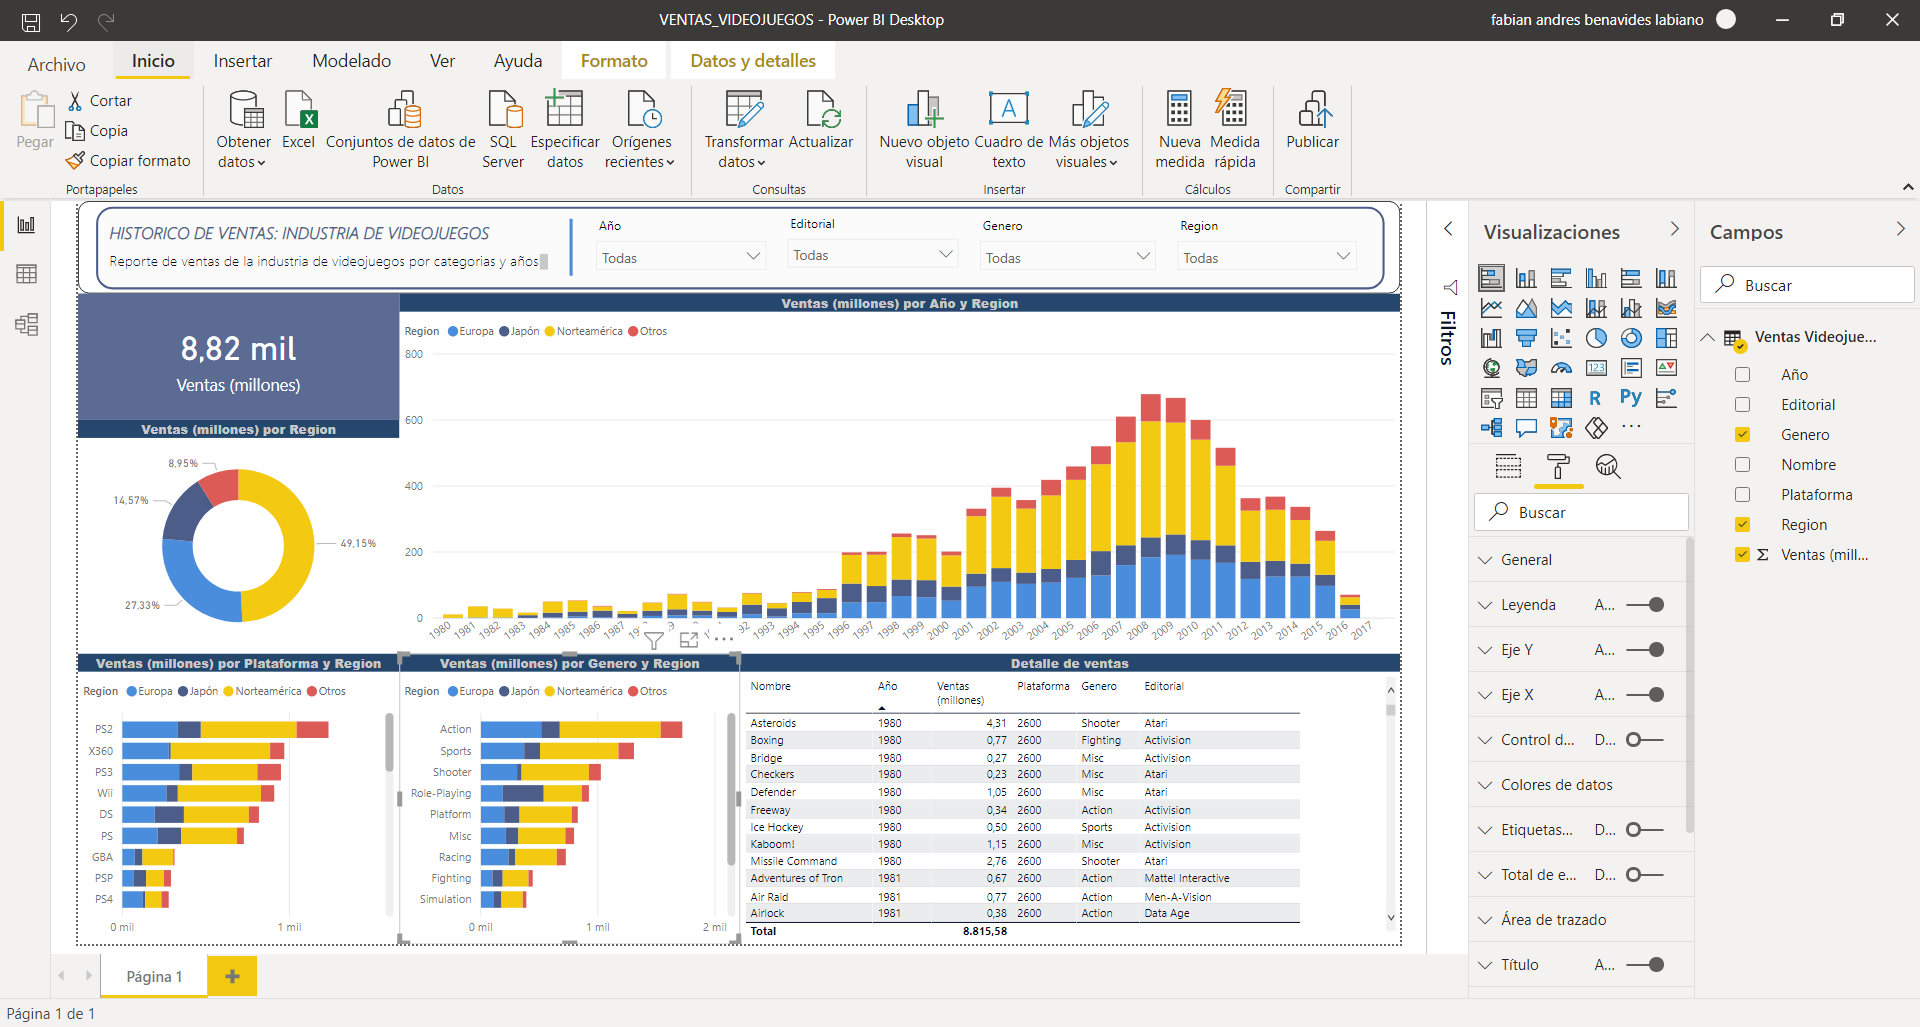 VENTAS_VIDEOJUEGOS - Power BI Desktop
fabian andres benavides labiano
Archivo Inicio Insertar Modelado Ver Ayuda Formato Datos y detalles
Pegar
Cortar
Copia
Copiar formato
Portapapeles
Obtener datos
Excel
Conjuntos de datos de Power BI
SQL Server
Especificar datos
Orígenes recientes
Datos
Transformar datos
Actualizar
Consultas
Nuevo objeto visual
Cuadro de texto
Más objetos visuales
Insertar
Nueva medida
Medida rápida
Cálculos
Publicar
Compartir
HISTORICO DE VENTAS: INDUSTRIA DE VIDEOJUEGOS
Reporte de ventas de la industria de videojuegos por categorias y años
Año
Todas
Editorial
Todas
Genero
Todas
Region
Todas
8,82 mil
Ventas (millones)
Ventas (millones) por Region
8,95%
14,57%
49,15%
27,33%
Ventas (millones) por Año y Region
Region Europa Japón Norteamérica Otros
800
600
400
200
0
1980 1981 1982 1983 1984 1985 1986 1987 1993 1994 1995 1996 1997 1998 1999 2000 2001 2002 2003 2004 2005 2006 2007 2008 2009 2010 2011 2012 2013 2014 2015 2016 2017
Ventas (millones) por Plataforma y Region
Region Europa Japón Norteamérica Otros
PS2
X360
PS3
Wii
DS
PS
GBA
PSP
PS4
0 mil 1 mil
Ventas (millones) por Genero y Region
Region Europa Japón Norteamérica Otros
Action
Sports
Shooter
Role-Playing
Platform
Misc
Racing
Fighting
Simulation
0 mil 1 mil 2 mil
Detalle de ventas
Nombre Año Ventas (millones) Plataforma Genero Editorial
Asteroids 1980 4,31 2600 Shooter Atari
Boxing 1980 0,77 2600 Fighting Activision
Bridge 1980 0,27 2600 Misc Activision
Checkers 1980 0,23 2600 Misc Atari
Defender 1980 1,05 2600 Misc Atari
Freeway 1980 0,34 2600 Action Activision
Ice Hockey 1980 0,50 2600 Sports Activision
Kaboom! 1980 1,15 2600 Misc Activision
Missile Command 1980 2,76 2600 Shooter Atari
Adventures of Tron 1981 0,67 2600 Action Mattel Interactive
Air Raid 1981 0,77 2600 Action Men-A-Vision
Airlock 1981 0,38 2600 Action Data Age
Total 8.815,58
Filtros
Visualizaciones
123
R
Py
Buscar
General
Leyenda A...
Eje Y A...
Eje X A...
Control d... D...
Colores de datos
Etiquetas... D...
Total de e... D...
Área de trazado
Título A...
Campos
Buscar
Ventas Videojue...
Año
Editorial
Genero
Nombre
Plataforma
Region
Σ Ventas (mill...
Página 1
Página 1 de 1